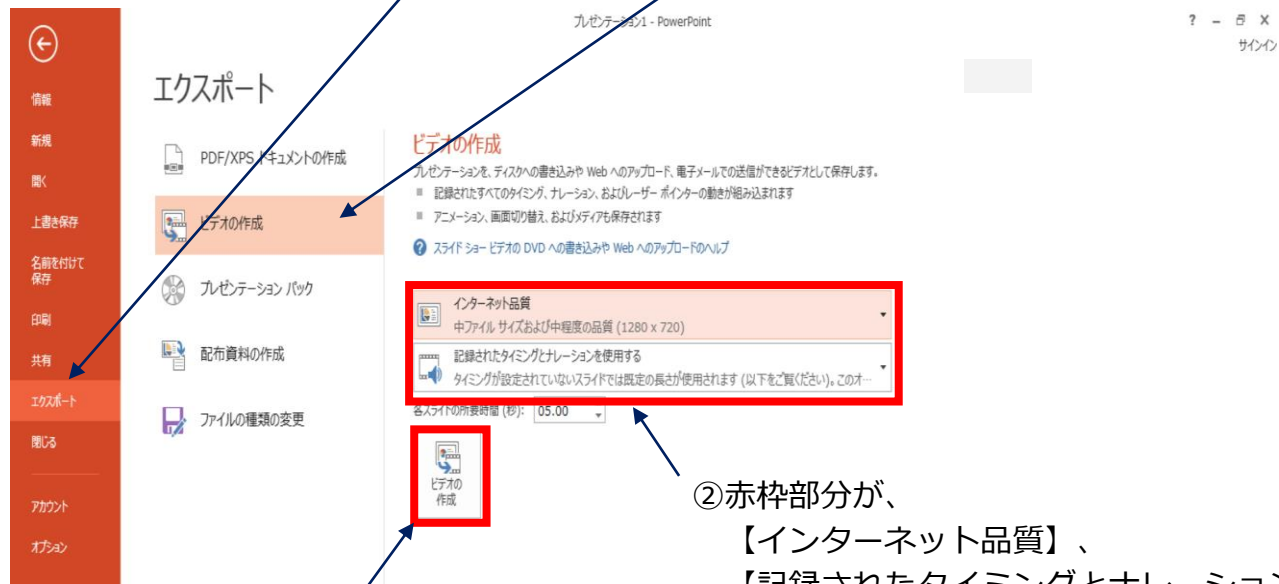 プレゼンテーション1 - PowerPoint
? – X
サインイン
エクスポート
情報
新規
開く
上書き保存
名前を付けて
保存
印刷
共有
エクスポート
閉じる
アカウント
オプション
PDF/XPS ドキュメントの作成
ビデオの作成
プレゼンテーション パック
配布資料の作成
ファイルの種類の変更
ビデオの作成
プレゼンテーションを、ディスクへの書き込みや Web へのアップロード、電子メールでの送信ができるビデオとして保存します。
記録されたすべてのタイミング、ナレーション、およびレーザー ポインターの動きが組み込まれます
アニメーション、画面切り替え、およびメディアも保存されます
? スライド ショー ビデオの DVD への書き込みや Web へのアップロードのヘルプ
インターネット品質
中ファイル サイズおよび中程度の品質 (1280 x 720)
記録されたタイミングとナレーションを使用する
タイミングが設定されていないスライドでは既定の長さが使用されます (以下をご覧ください)。このオ…
各スライドの所要時間 (秒): 05.00
ビデオの
作成
②赤枠部分が、
【インターネット品質】、
【記録されたタイミングとナレーション